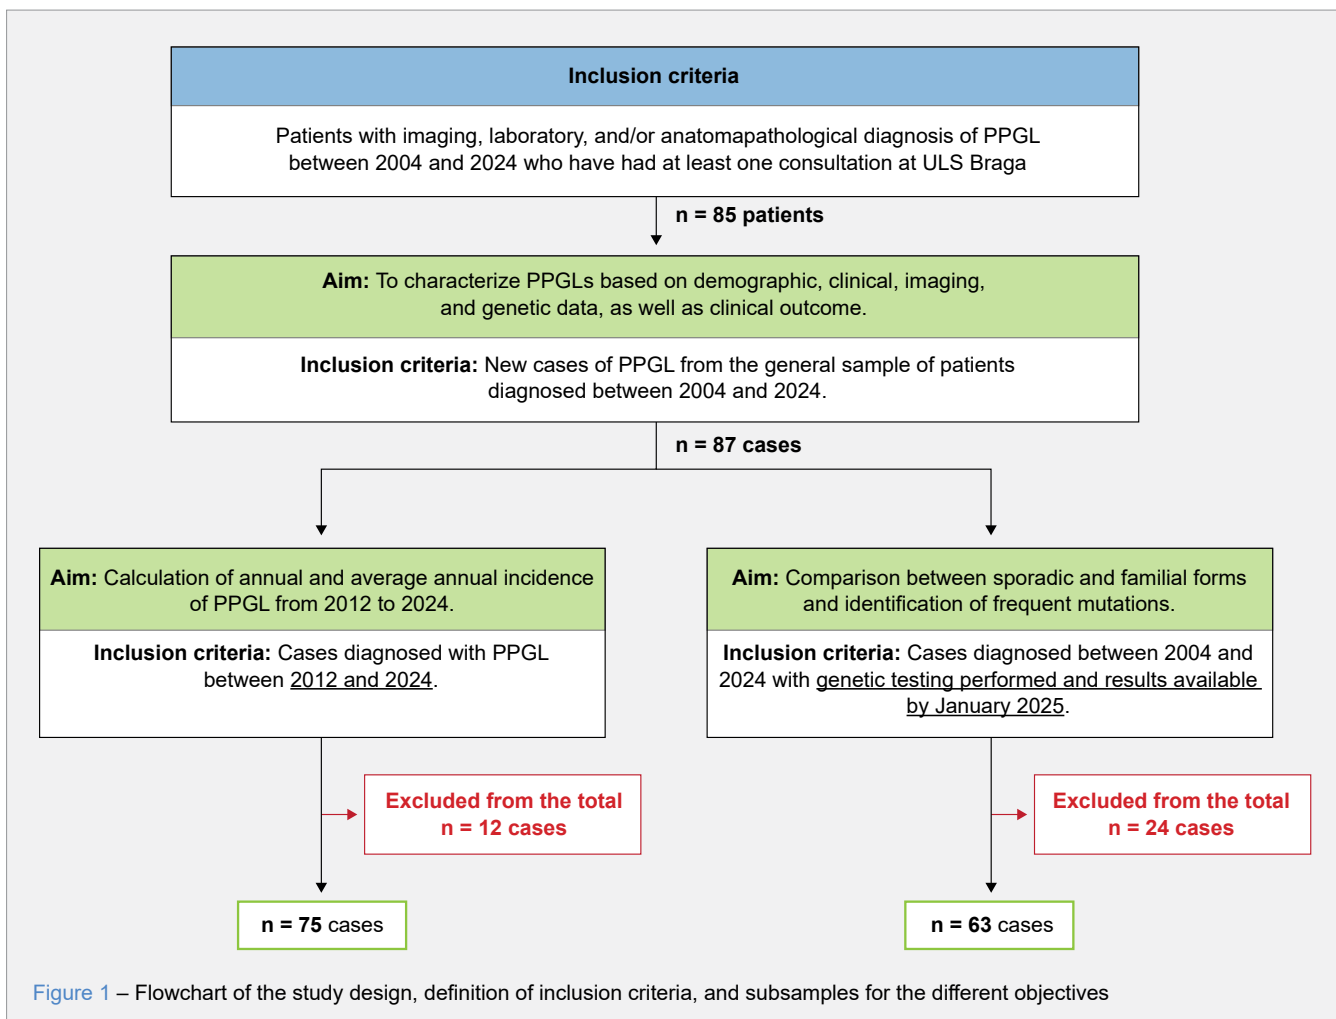 Inclusion criteria
Patients with imaging, laboratory, and/or anatomapathological diagnosis of PPGL
between 2004 and 2024 who have had at least one consultation at ULS Braga
n = 85 patients
Aim: To characterize PPGLs based on demographic, clinical, imaging,
and genetic data, as well as clinical outcome.
Inclusion criteria: New cases of PPGL from the general sample of patients
diagnosed between 2004 and 2024.
n = 87 cases
Aim: Calculation of annual and average annual incidence
of PPGL from 2012 to 2024.
Inclusion criteria: Cases diagnosed with PPGL
between 2012 and 2024.
Excluded from the total
n = 12 cases
n = 75 cases
Aim: Comparison between sporadic and familial forms
and identification of frequent mutations.
Inclusion criteria: Cases diagnosed between 2004 and
2024 with genetic testing performed and results available
by January 2025.
Excluded from the total
n = 24 cases
n = 63 cases
Figure 1 – Flowchart of the study design, definition of inclusion criteria, and subsamples for the different objectives